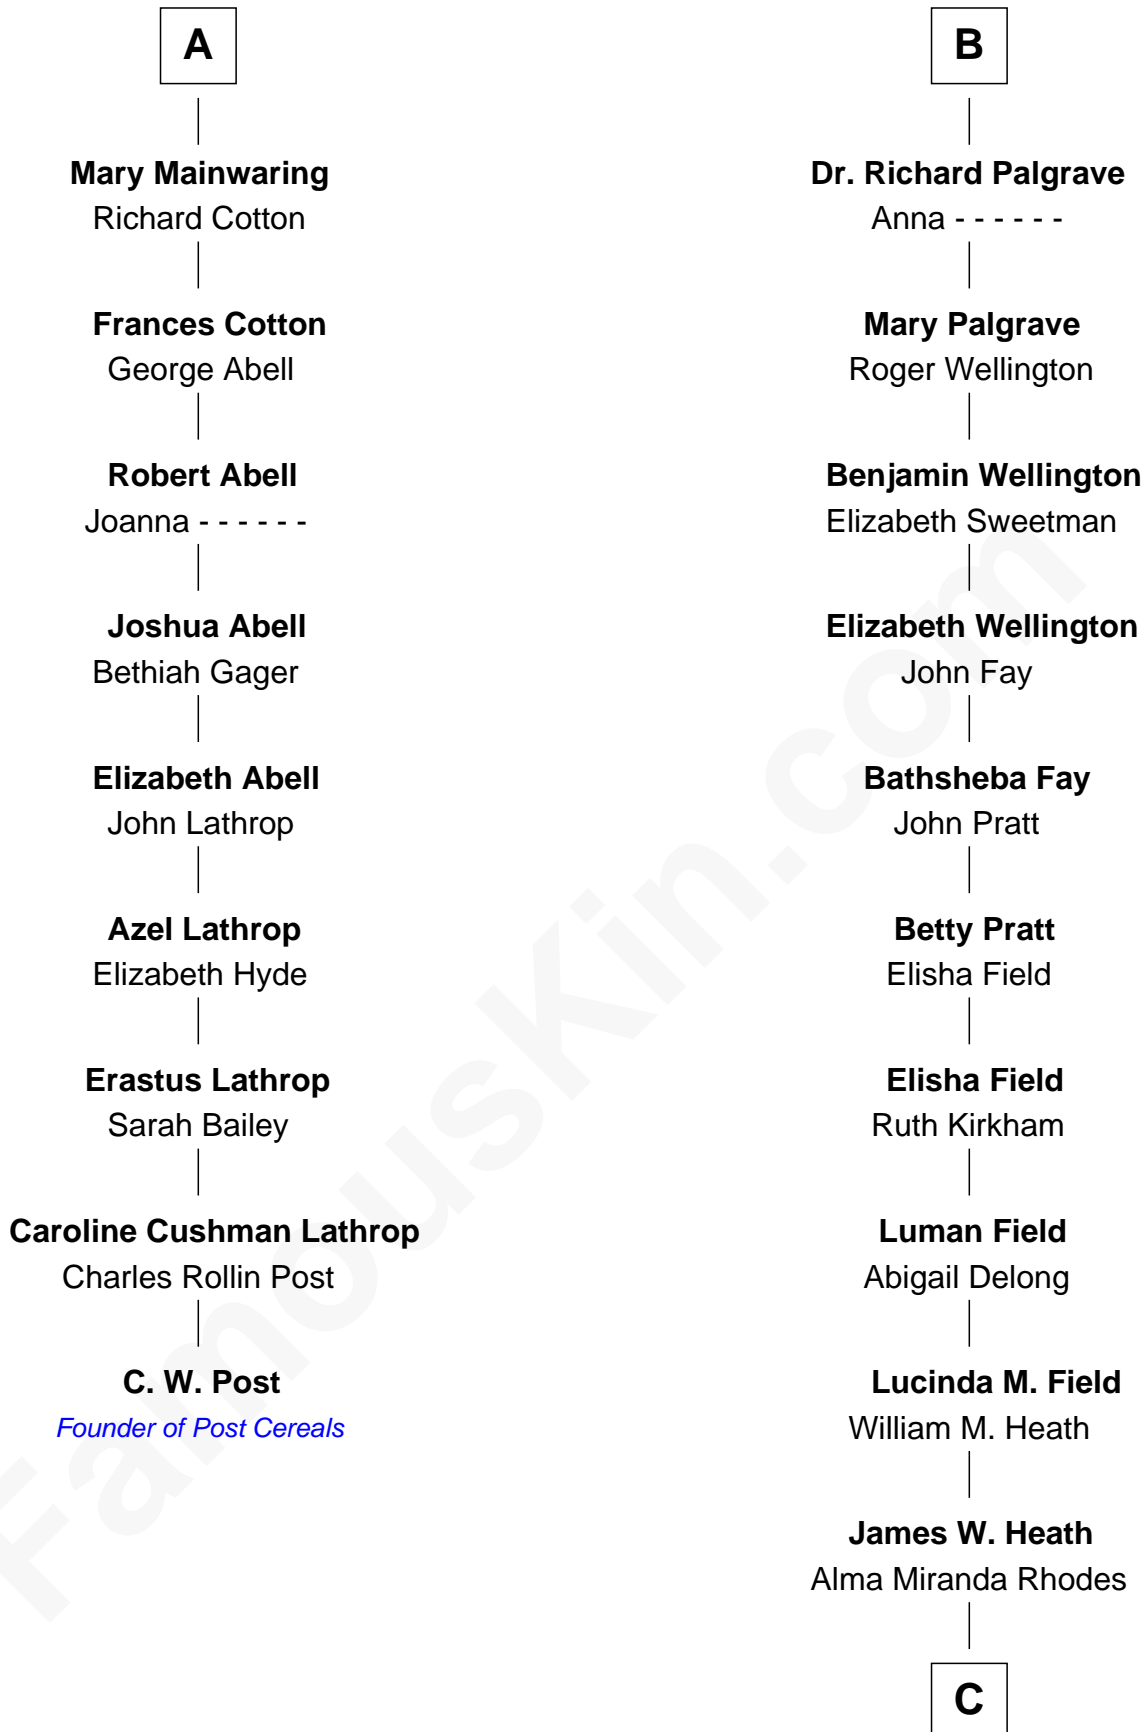 A
Mary Mainwaring
Richard Cotton
Frances Cotton
George Abell
Robert Abell
Joanna - - - - - -
Joshua Abell
Bethiah Gager
Elizabeth Abell
John Lathrop
Azel Lathrop
Elizabeth Hyde
Erastus Lathrop
Sarah Bailey
Caroline Cushman Lathrop
Charles Rollin Post
C. W. Post
Founder of Post Cereals
B
Dr. Richard Palgrave
Anna - - - - - -
Mary Palgrave
Roger Wellington
Benjamin Wellington
Elizabeth Sweetman
Elizabeth Wellington
John Fay
Bathsheba Fay
John Pratt
Betty Pratt
Elisha Field
Elisha Field
Ruth Kirkham
Luman Field
Abigail Delong
Lucinda M. Field
William M. Heath
James W. Heath
Alma Miranda Rhodes
C
FamousKin.com